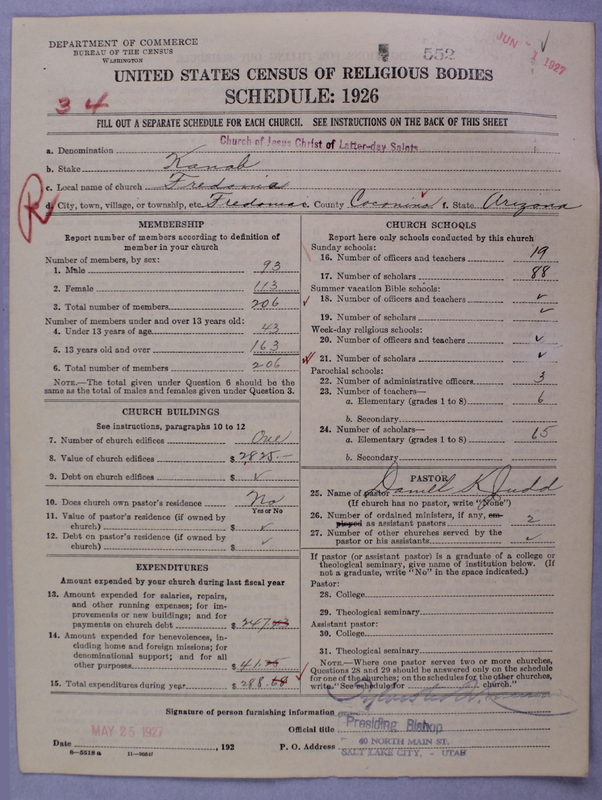 DEPARTMENT OF COMMERCE
BUREAU OF THE CENSUS
WASHINGTON
552
JUN -1 1927
UNITED STATES CENSUS OF RELIGIOUS BODIES
SCHEDULE: 1926
34
FILL OUT A SEPARATE SCHEDULE FOR EACH CHURCH. SEE INSTRUCTIONS ON THE BACK OF THIS SHEET
a. Denomination Church of Jesus Christ of Latter-day Saints
b. Stake Kanab
c. Local name of church Fredonia
R
d. City, town, village, or township, etc. Fredonia e. County Coconino f. State Arizona
MEMBERSHIP
Report number of members according to definition of
member in your church
Number of members, by sex:
1. Male 93
2. Female 113
3. Total number of members 206
Number of members under and over 13 years old:
4. Under 13 years of age 43
5. 13 years old and over 163
6. Total number of members 206
NOTE.—The total given under Question 6 should be the
same as the total of males and females given under Question 3.
CHURCH BUILDINGS
See instructions, paragraphs 10 to 12
7. Number of church edifices One
8. Value of church edifices $ 2825.—
9. Debt on church edifices $ ✓
10. Does church own pastor's residence No
Yes or No
11. Value of pastor's residence (if owned by
church) $ ✓
12. Debt on pastor's residence (if owned by
church) $ ✓
EXPENDITURES
Amount expended by your church during last fiscal year
13. Amount expended for salaries, repairs,
and other running expenses; for im-
provements or new buildings; and for
payments on church debt $ 247
14. Amount expended for benevolences, in-
cluding home and foreign missions; for
denominational support; and for all
other purposes $ 41
15. Total expenditures during year $ 288
CHURCH SCHOOLS
Report here only schools conducted by this church
Sunday schools:
16. Number of officers and teachers 19
17. Number of scholars 88
Summer vacation Bible schools:
18. Number of officers and teachers ✓
19. Number of scholars ✓
Week-day religious schools:
20. Number of officers and teachers ✓
21. Number of scholars ✓
Parochial schools:
22. Number of administrative officers 3
23. Number of teachers—
a. Elementary (grades 1 to 8) 6
b. Secondary
24. Number of scholars—
a. Elementary (grades 1 to 8) 15
b. Secondary
PASTOR
25. Name of pastor Daniel K Judd
(If church has no pastor, write "None")
26. Number of ordained ministers, if any, em-
ployed as assistant pastors 2
27. Number of other churches served by the
pastor or his assistants ✓
If pastor (or assistant pastor) is a graduate of a college or
theological seminary, give name of institution below. (If
not a graduate, write "No" in the space indicated.)
Pastor:
28. College
29. Theological seminary
Assistant pastor:
30. College
31. Theological seminary
NOTE.—Where one pastor serves two or more churches,
Questions 28 and 29 should be answered only on the schedule
for one of the churches; on the schedules for the other churches,
write "See Schedule for church."
Signature of person furnishing information
Official title Presiding Bishop
MAY 25 1927
Date , 192 P. O. Address 40 NORTH MAIN ST.
SALT LAKE CITY, - UTAH
8—5518a